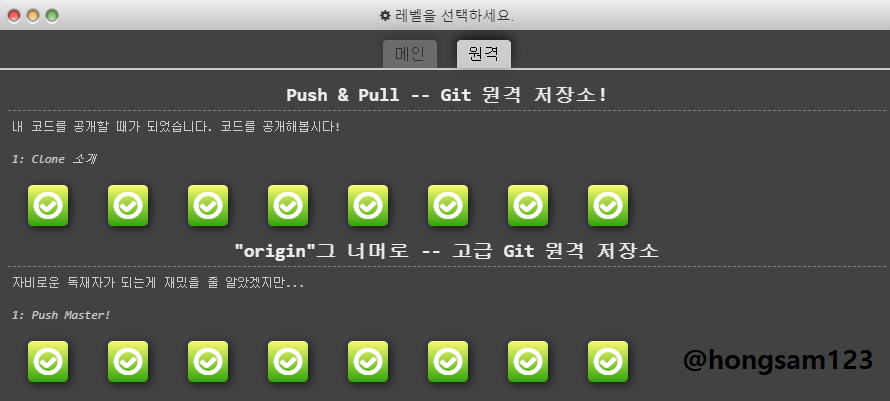 레벨을 선택하세요.
메인
원격
Push & Pull -- Git 원격 저장소!
내 코드를 공개할 때가 되었습니다. 코드를 공개해봅시다!
1: Clone 소개
"origin"그 너머로 -- 고급 Git 원격 저장소
자비로운 독재자가 되는게 재밌을 줄 알았겠지만...
1: Push Master!
@hongsam123